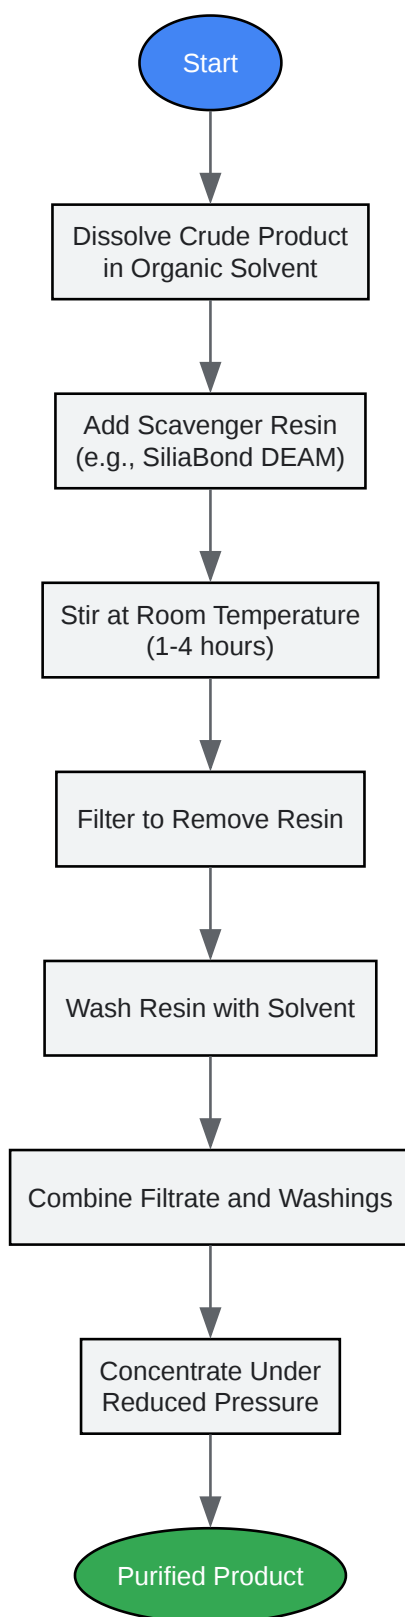 Start
Dissolve Crude Product
in Organic Solvent
Add Scavenger Resin
(e.g., SiliaBond DEAM)
Stir at Room Temperature
(1-4 hours)
Filter to Remove Resin
Wash Resin with Solvent
Combine Filtrate and Washings
Concentrate Under
Reduced Pressure
Purified Product